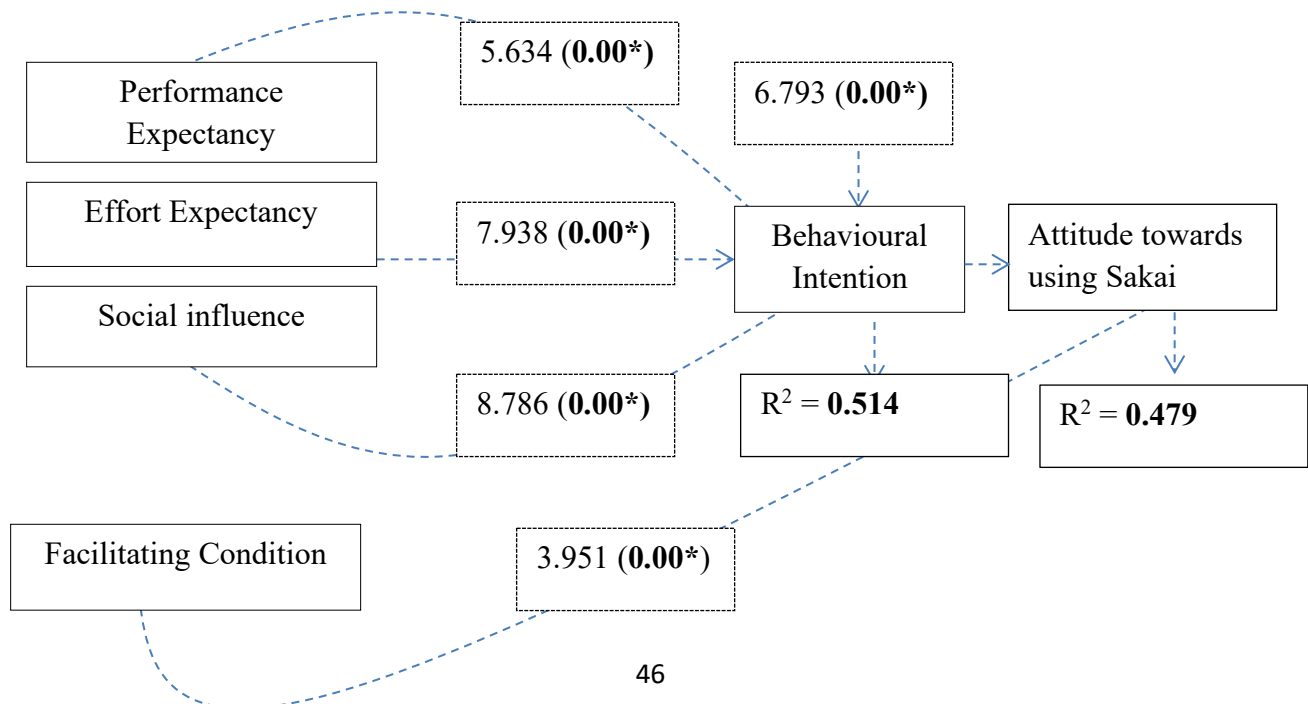 5.634 (0.00*)
6.793 (0.00*)
Performance
Expectancy
Effort Expectancy
7.938 (0.00*)
Behavioural
Intention
Attitude towards
using Sakai
Social influence
8.786 (0.00*)
R² = 0.514
R² = 0.479
Facilitating Condition
3.951 (0.00*)
46